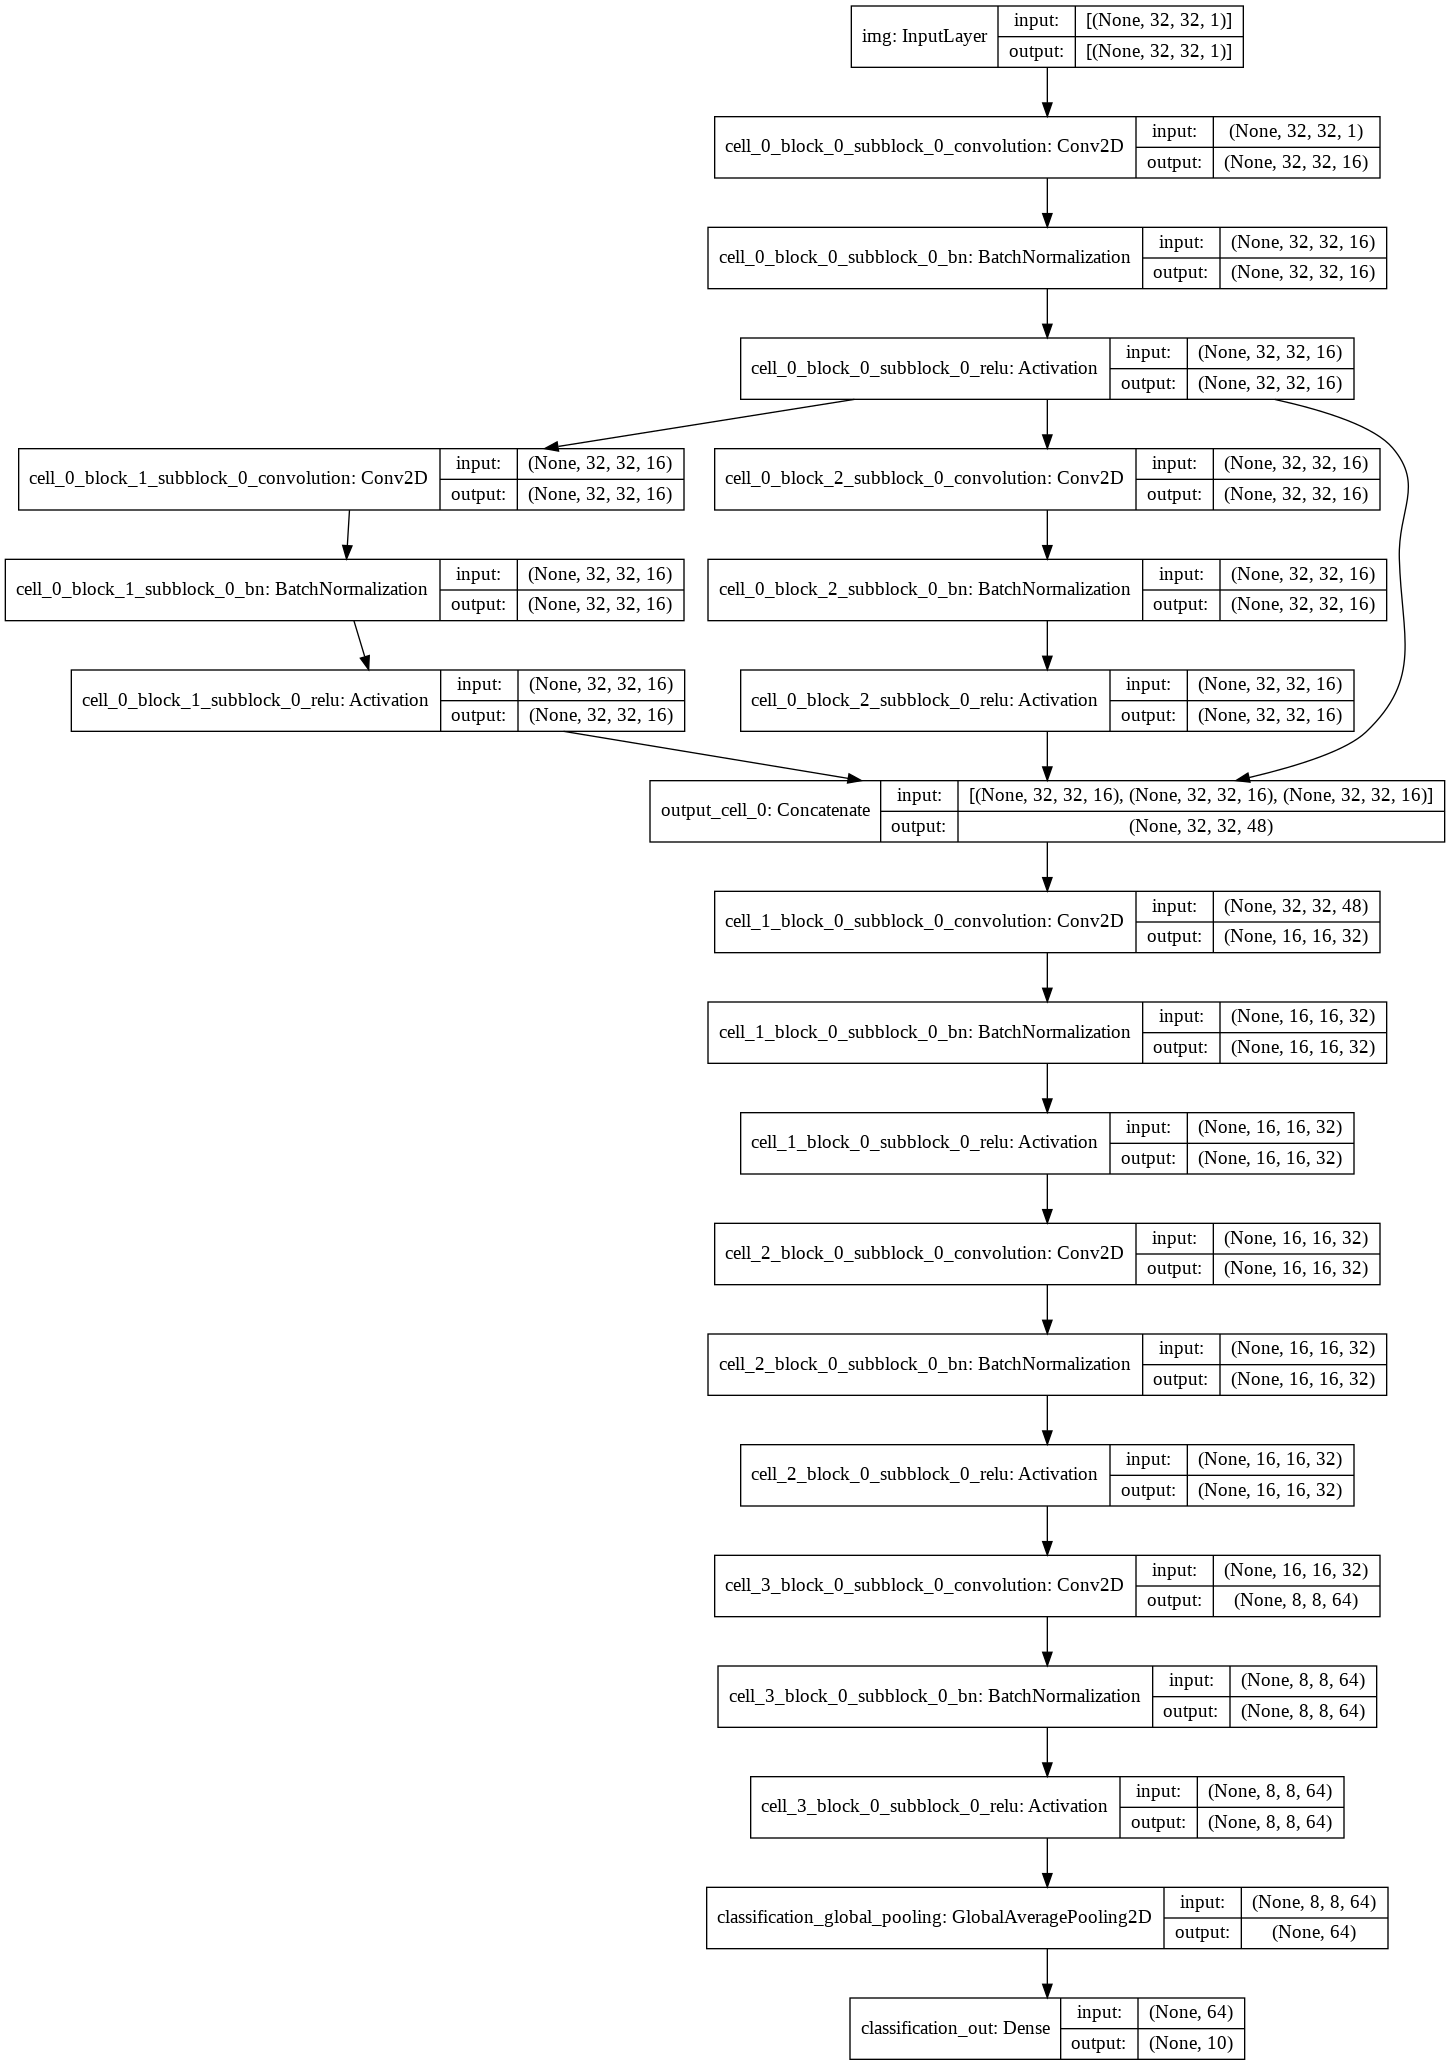 img: InputLayer
input:
[(None, 32, 32, 1)]
output:
[(None, 32, 32, 1)]
cell_0_block_0_subblock_0_convolution: Conv2D
input:
(None, 32, 32, 1)
output:
(None, 32, 32, 16)
cell_0_block_0_subblock_0_bn: BatchNormalization
input:
(None, 32, 32, 16)
output:
(None, 32, 32, 16)
cell_0_block_0_subblock_0_relu: Activation
input:
(None, 32, 32, 16)
output:
(None, 32, 32, 16)
cell_0_block_1_subblock_0_convolution: Conv2D
input:
(None, 32, 32, 16)
output:
(None, 32, 32, 16)
cell_0_block_2_subblock_0_convolution: Conv2D
input:
(None, 32, 32, 16)
output:
(None, 32, 32, 16)
cell_0_block_1_subblock_0_bn: BatchNormalization
input:
(None, 32, 32, 16)
output:
(None, 32, 32, 16)
cell_0_block_2_subblock_0_bn: BatchNormalization
input:
(None, 32, 32, 16)
output:
(None, 32, 32, 16)
cell_0_block_1_subblock_0_relu: Activation
input:
(None, 32, 32, 16)
output:
(None, 32, 32, 16)
cell_0_block_2_subblock_0_relu: Activation
input:
(None, 32, 32, 16)
output:
(None, 32, 32, 16)
output_cell_0: Concatenate
input:
[(None, 32, 32, 16), (None, 32, 32, 16), (None, 32, 32, 16)]
output:
(None, 32, 32, 48)
cell_1_block_0_subblock_0_convolution: Conv2D
input:
(None, 32, 32, 48)
output:
(None, 16, 16, 32)
cell_1_block_0_subblock_0_bn: BatchNormalization
input:
(None, 16, 16, 32)
output:
(None, 16, 16, 32)
cell_1_block_0_subblock_0_relu: Activation
input:
(None, 16, 16, 32)
output:
(None, 16, 16, 32)
cell_2_block_0_subblock_0_convolution: Conv2D
input:
(None, 16, 16, 32)
output:
(None, 16, 16, 32)
cell_2_block_0_subblock_0_bn: BatchNormalization
input:
(None, 16, 16, 32)
output:
(None, 16, 16, 32)
cell_2_block_0_subblock_0_relu: Activation
input:
(None, 16, 16, 32)
output:
(None, 16, 16, 32)
cell_3_block_0_subblock_0_convolution: Conv2D
input:
(None, 16, 16, 32)
output:
(None, 8, 8, 64)
cell_3_block_0_subblock_0_bn: BatchNormalization
input:
(None, 8, 8, 64)
output:
(None, 8, 8, 64)
cell_3_block_0_subblock_0_relu: Activation
input:
(None, 8, 8, 64)
output:
(None, 8, 8, 64)
classification_global_pooling: GlobalAveragePooling2D
input:
(None, 8, 8, 64)
output:
(None, 64)
classification_out: Dense
input:
(None, 64)
output:
(None, 10)